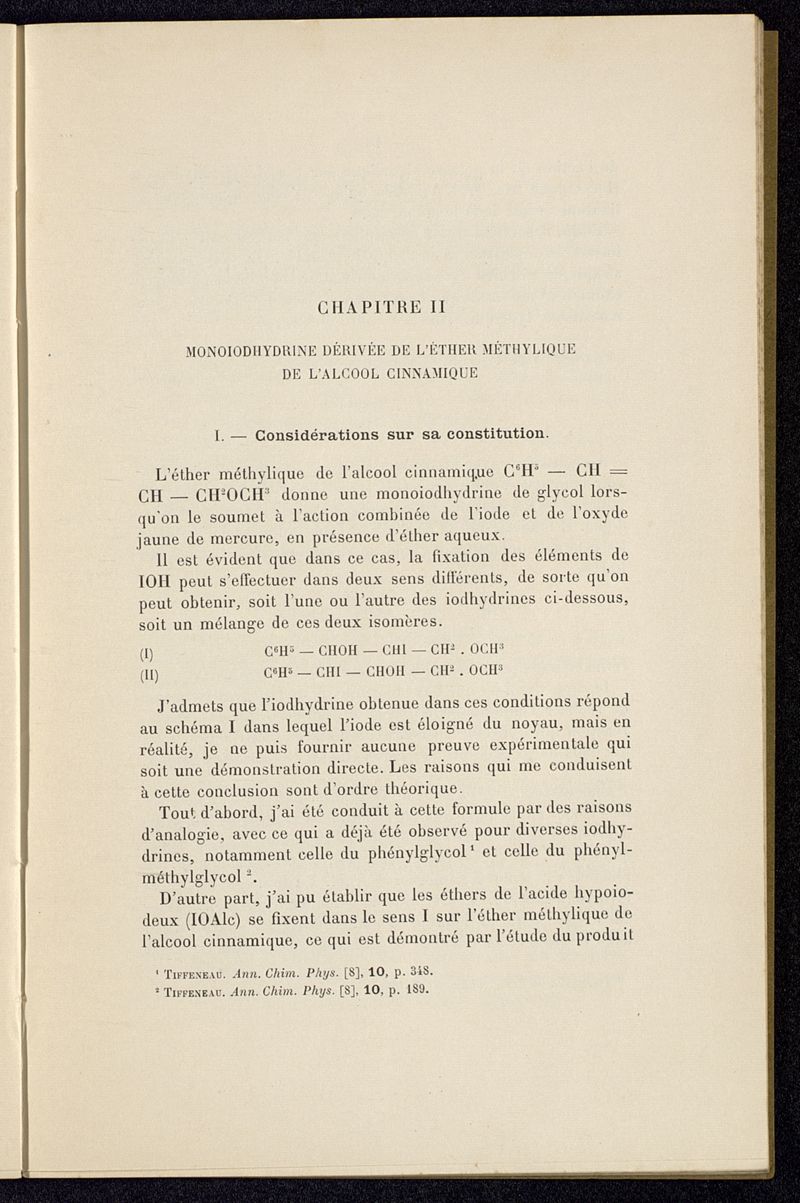 CHAPITRE II
MONOIODHYDRINE DÉRIVÉE DE L'ÉTHER MÉTHYLIQUE
DE L'ALCOOL CINNAMIQUE
I. — Considérations sur sa constitution.
L'éther méthylique de l'alcool cinnamique C⁶H⁵ — CH =
CH — CH²OCH³ donne une monoiodhydrine de glycol lors-
qu'on le soumet à l'action combinée de l'iode et de l'oxyde
jaune de mercure, en présence d'éther aqueux.
Il est évident que dans ce cas, la fixation des éléments de
IOH peut s'effectuer dans deux sens différents, de sorte qu'on
peut obtenir, soit l'une ou l'autre des iodhydrines ci-dessous,
soit un mélange de ces deux isomères.
(I) C⁶H⁵ — CHOH — CHI — CH² . OCH³
(II) C⁶H⁵ — CHI — CHOH — CH² . OCH³
J'admets que l'iodhydrine obtenue dans ces conditions répond
au schéma I dans lequel l'iode est éloigné du noyau, mais en
réalité, je ne puis fournir aucune preuve expérimentale qui
soit une démonstration directe. Les raisons qui me conduisent
à cette conclusion sont d'ordre théorique.
Tout d'abord, j'ai été conduit à cette formule par des raisons
d'analogie, avec ce qui a déjà été observé pour diverses iodhy-
drines, notamment celle du phénylglycol ¹ et celle du phényl-
méthylglycol ².
D'autre part, j'ai pu établir que les éthers de l'acide hypoio-
deux (IOAlc) se fixent dans le sens I sur l'éther méthylique de
l'alcool cinnamique, ce qui est démontré par l'étude du produit
¹ TIFFENEAU. Ann. Chim. Phys. [8], 10, p. 348.
² TIFFENEAU. Ann. Chim. Phys. [8], 10, p. 189.